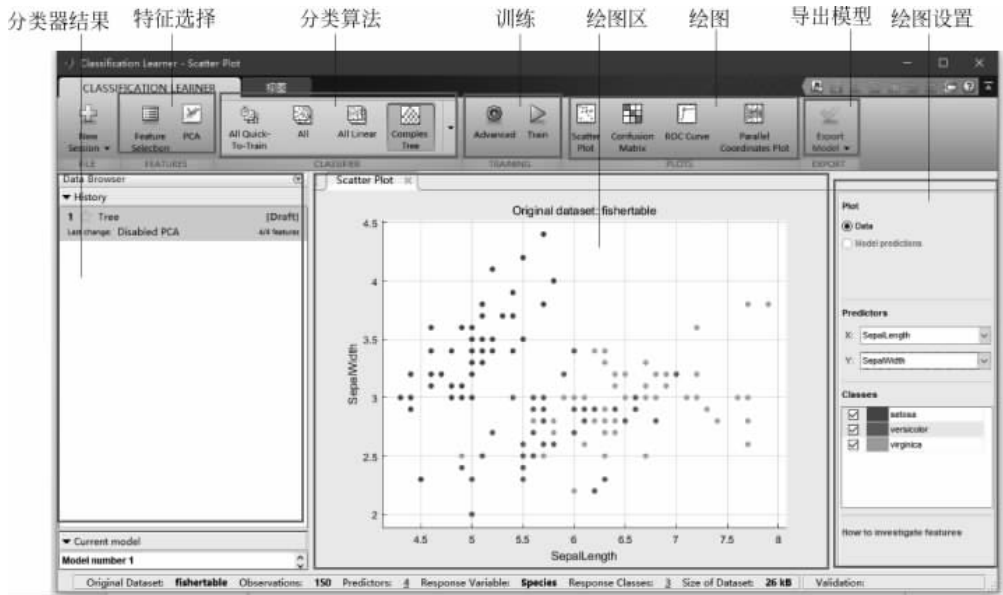 分类器结果 特征选择 分类算法 训练 绘图区 绘图 导出模型 绘图设置
Classification Learner - Scatter Plot
CLASSIFICATION LEARNER 视图
New Session
Feature Selection
PCA
All Quick-To-Train
All
All Linear
Complex Tree
Advanced
Train
Scatter Plot
Confusion Matrix
ROC Curve
Parallel Coordinates Plot
Export Model
FILE FEATURES CLASSIFIER TRAINING PLOTS EXPORT
Data Browser
History
1 Tree (Draft)
Last change: Disabled PCA 4/4 features
Current model
Model number 1
Scatter Plot
Original dataset: fishertable
SepalWidth
4.5
4
3.5
3
2.5
2
4.5 5 5.5 6 6.5 7 7.5 8
SepalLength
Plot
Data
Model predictions
Predictors
X: SepalLength
Y: SepalWidth
Classes
setosa
versicolor
virginica
How to investigate features
Original Dataset: fishertable Observations: 150 Predictors: 4 Response Variable: Species Response Classes: 3 Size of Dataset: 26 kB Validation: